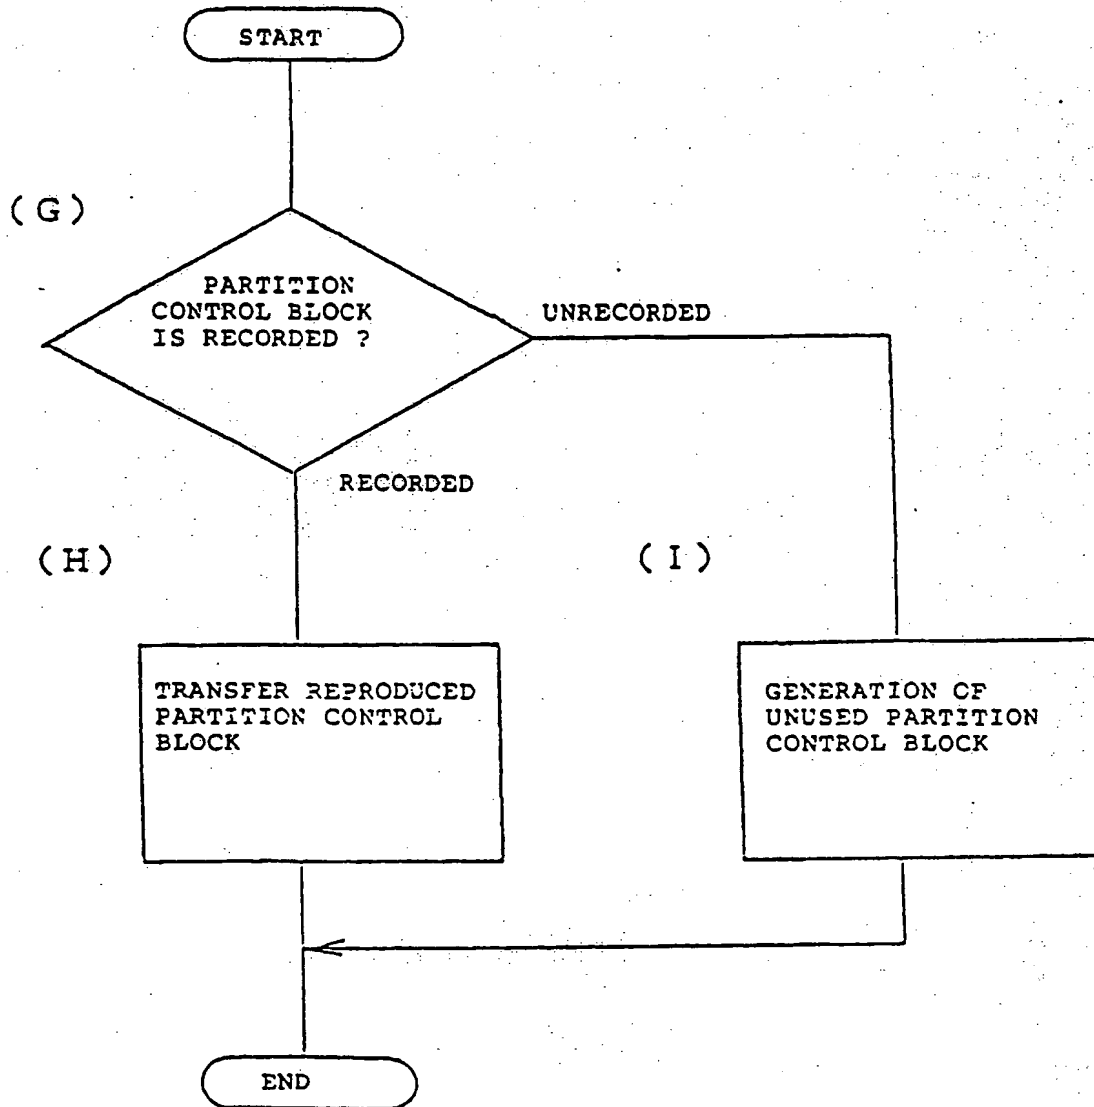 START
(G)
PARTITION
CONTROL BLOCK
IS RECORDED ?
UNRECORDED
RECORDED
(H)
(I)
TRANSFER REPRODUCED
PARTITION CONTROL
BLOCK
GENERATION OF
UNUSED PARTITION
CONTROL BLOCK
END